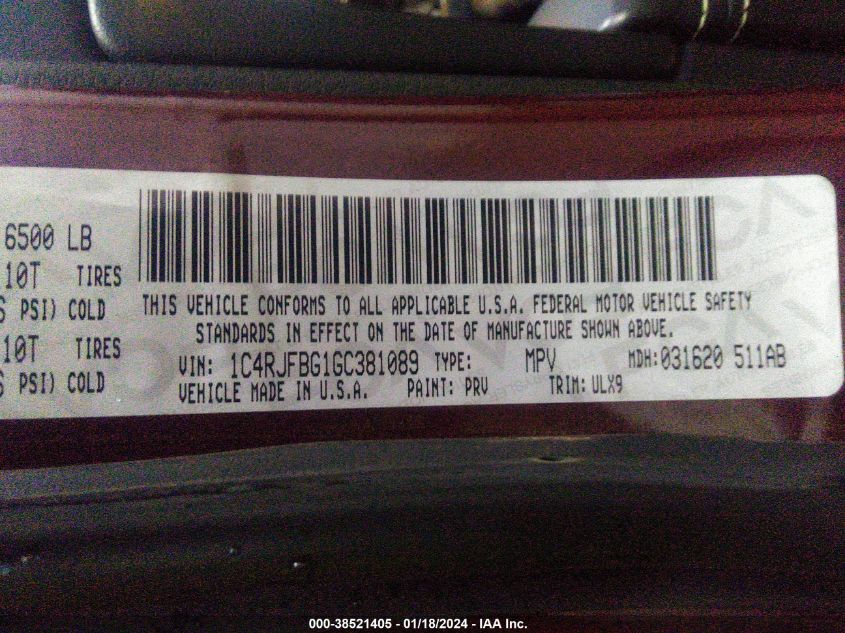 6500 LB
10T TIRES
PSI) COLD
10T TIRES
PSI) COLD
THIS VEHICLE CONFORMS TO ALL APPLICABLE U.S.A. FEDERAL MOTOR VEHICLE SAFETY
STANDARDS IN EFFECT ON THE DATE OF MANUFACTURE SHOWN ABOVE.
VIN: 1C4RJFBG1GC381089 TYPE: MPV MDH: 031620 511AB
VEHICLE MADE IN U.S.A. PAINT: PRV TRIM: ULX9
000-38521405 - 01/18/2024 - IAA Inc.